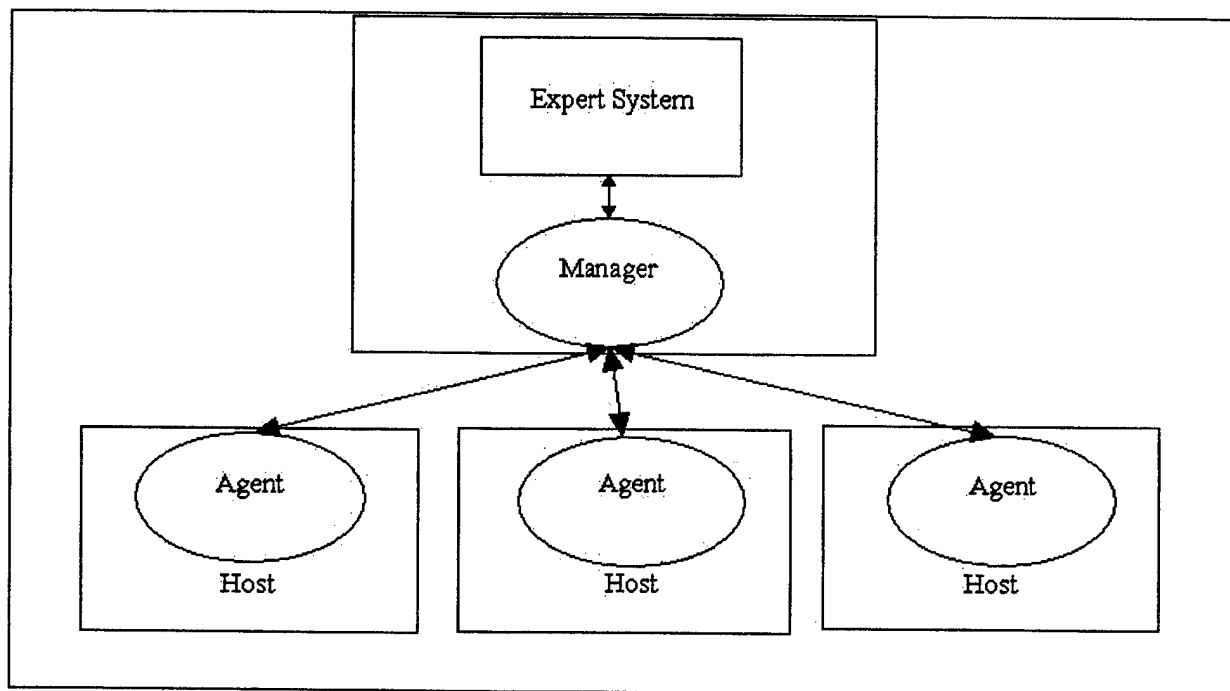 Expert System
Manager
Agent
Agent
Agent
Host
Host
Host